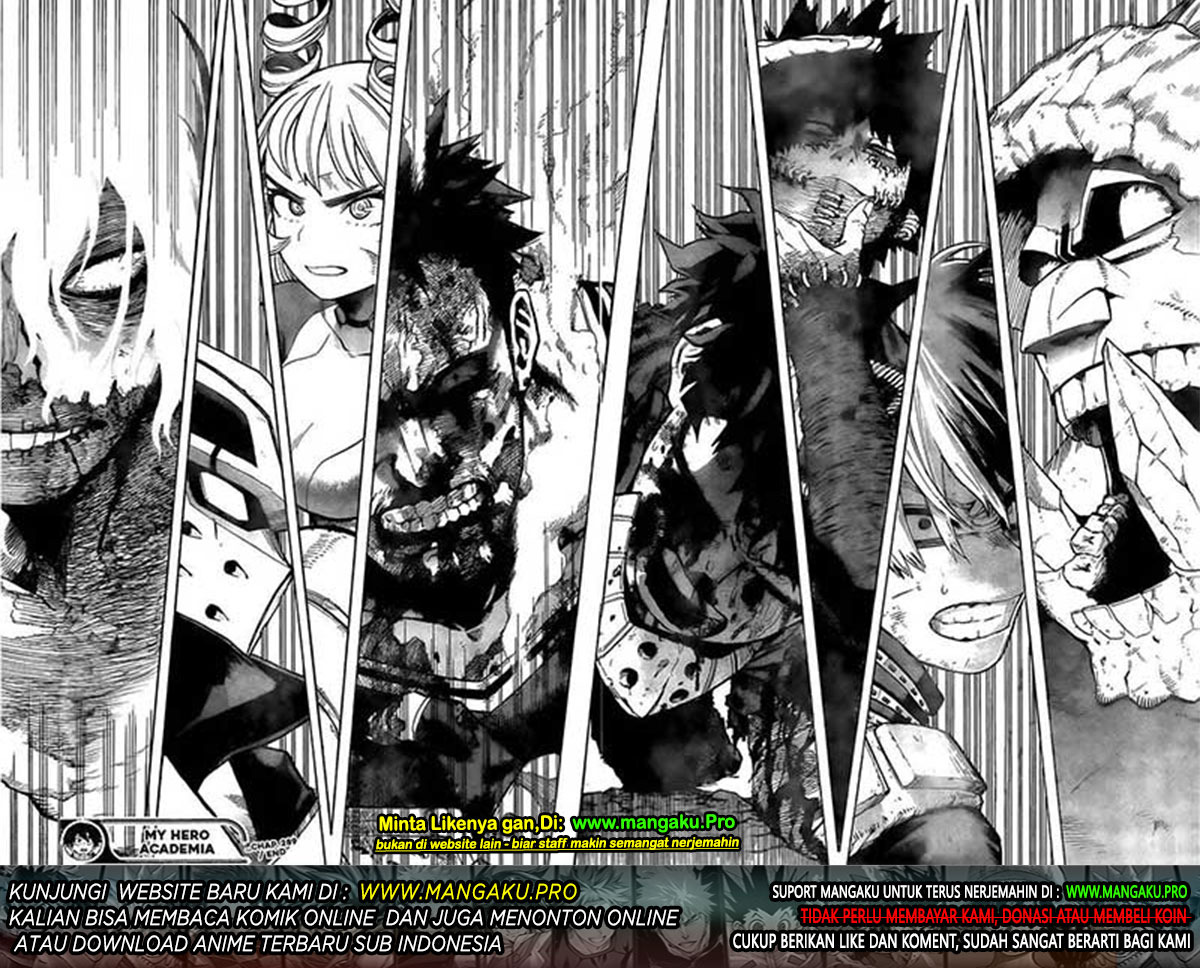 Minta Likenya gan,Di: www.mangaku.Pro
bukan di website lain - biar staff makin semangat nerjemahin
MY HERO
ACADEMIA
CHAP. 289
/ END
KUNJUNGI WEBSITE BARU KAMI DI : WWW.MANGAKU.PRO
KALIAN BISA MEMBACA KOMIK ONLINE DAN JUGA MENONTON ONLINE
ATAU DOWNLOAD ANIME TERBARU SUB INDONESIA
SUPORT MANGAKU UNTUK TERUS NERJEMAHIN DI : WWW.MANGAKU.PRO
TIDAK PERLU MEMBAYAR KAMI, DONASI ATAU MEMBELI KOIN
CUKUP BERIKAN LIKE DAN KOMENT, SUDAH SANGAT BERARTI BAGI KAMI